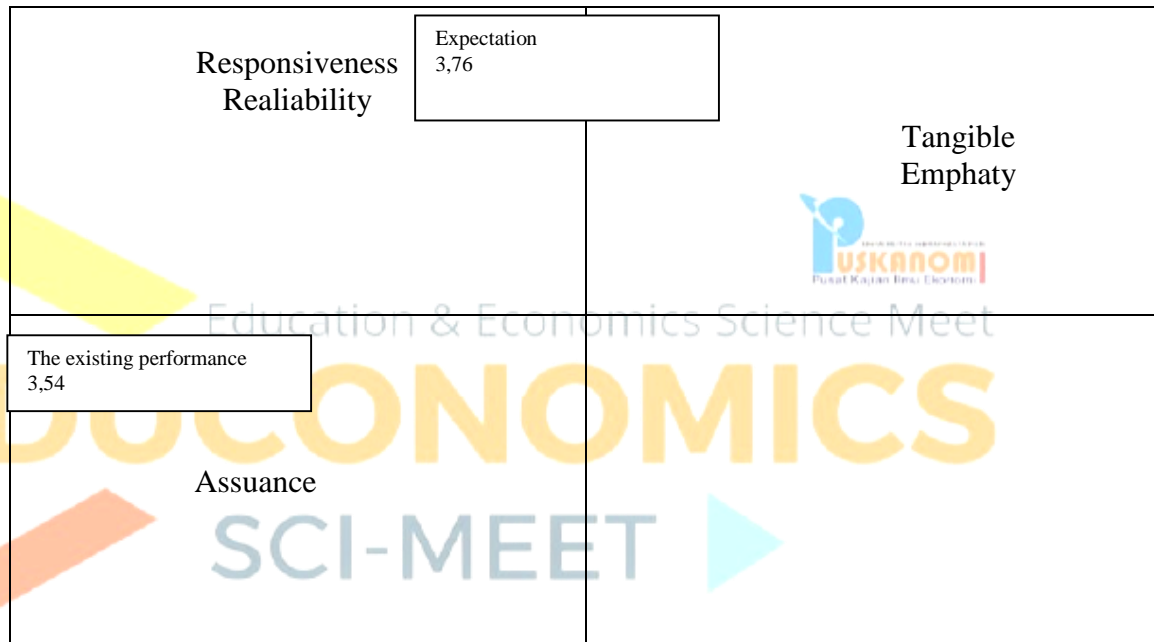 Expectation
3,76
Responsiveness
Realiability
Tangible
Emphaty
USKANOM
Pusat Kajian Ilmu Ekonomi
Education & Economics Science Meet
The existing performance
3,54
DUCONOMICS
Assuance
SCI-MEET